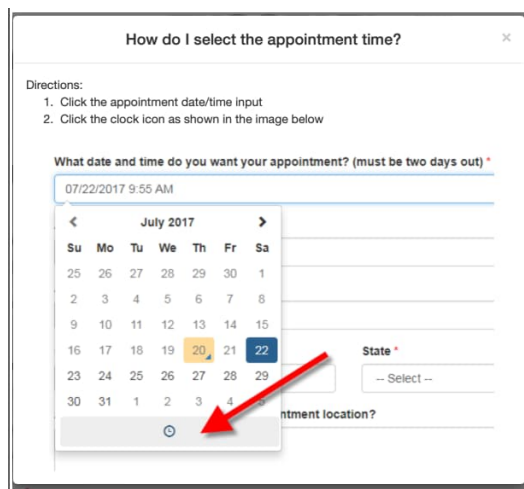 How do I select the appointment time?
×
Directions:
1. Click the appointment date/time input
2. Click the clock icon as shown in the image below
What date and time do you want your appointment? (must be two days out) *
07/22/2017 9:55 AM
July 2017
Su Mo Tu We Th Fr Sa
25 26 27 28 29 30 1
2 3 4 5 6 7 8
9 10 11 12 13 14 15
16 17 18 19 20 21 22
State *
23 24 25 26 27 28 29
-- Select --
30 31 1 2 3 4
ntment location?